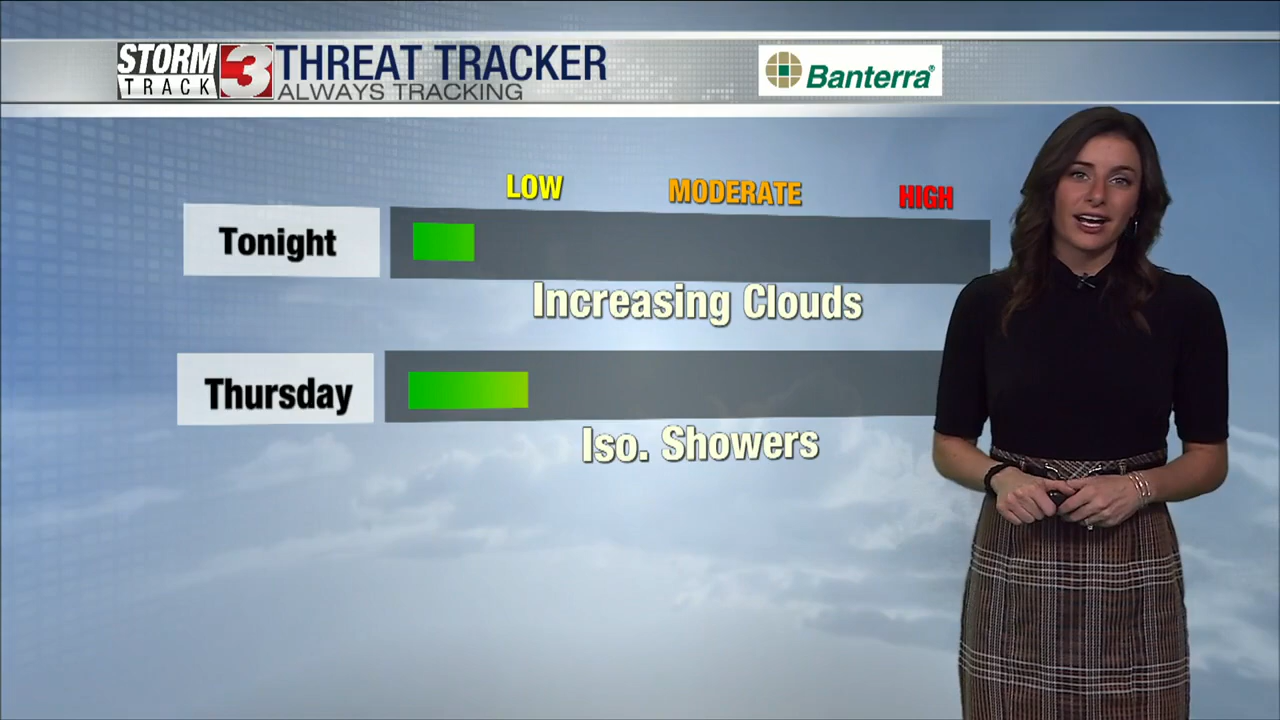 STORM
TRACK
3
THREAT TRACKER
ALWAYS TRACKING
Banterra®
LOW
MODERATE
HIGH
Tonight
Increasing Clouds
Thursday
Iso. Showers